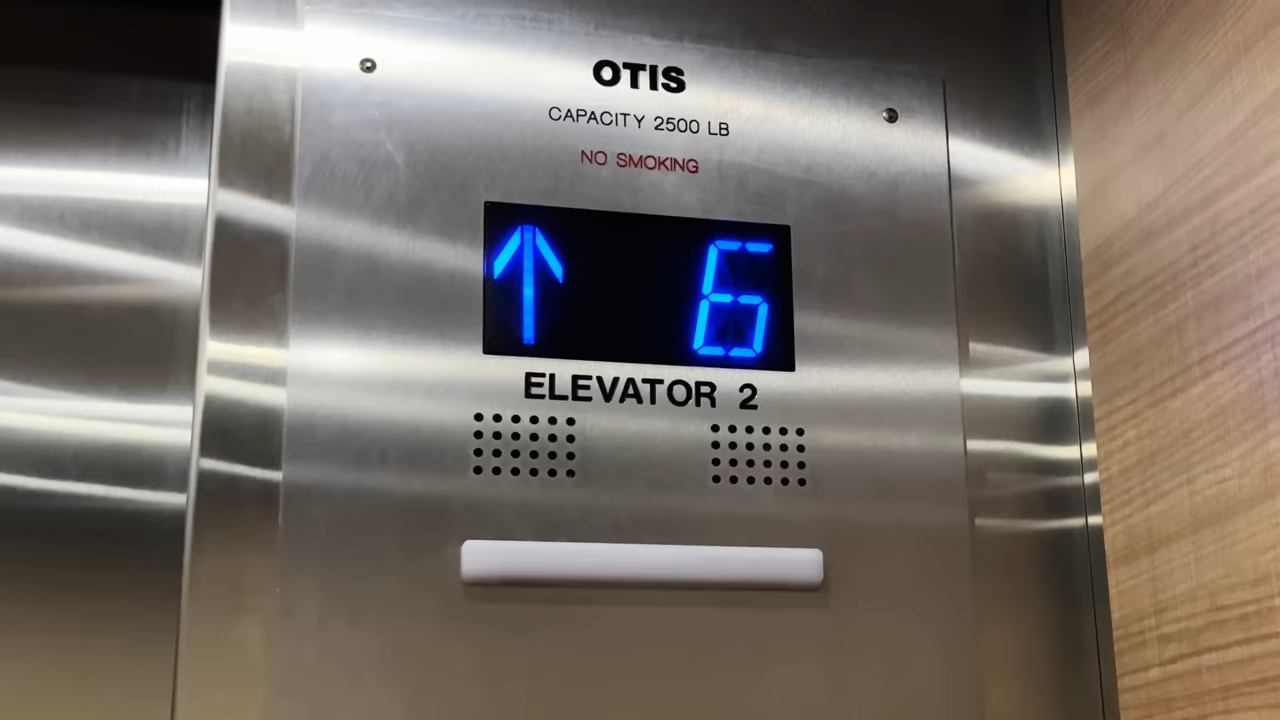 OTIS
CAPACITY 2500 LB
NO SMOKING
↑ 6
ELEVATOR 2